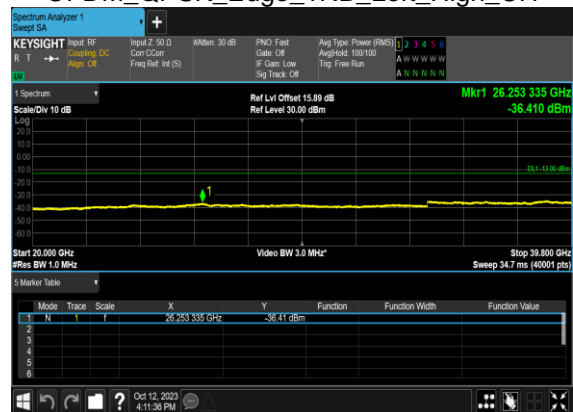 Spectrum Analyzer 1
Swept SA
+
KEYSIGHT Input: RF Input Z: 50 Ω #Atten: 30 dB PNO: Fast Avg Type: Power (RMS) 1 2 3 4 5 6
R T Coupling: DC Corr CCorr Gate: Off Avg|Hold: 100/100 A W W W W W
Align: Off Freq Ref: Int (S) IF Gain: Low Trig: Free Run
Sig Track: Off A N N N N N
LU
1 Spectrum Ref Lvl Offset 15.89 dB Mkr1 26.253 335 GHz
Scale/Div 10 dB Ref Level 30.00 dBm -36.410 dBm
Log
20.0
10.0
0.00
-10.0
DL1 -13.00 dBm
-20.0
-30.0
1
-40.0
-50.0
-60.0
Start 20.000 GHz Video BW 3.0 MHz* Stop 39.800 GHz
#Res BW 1.0 MHz Sweep 34.7 ms (40001 pts)
5 Marker Table
Mode Trace Scale X Y Function Function Width Function Value
1 N 1 f 26.253 335 GHz -36.41 dBm
2
3
4
5
6
? Oct 12, 2023
4:11:36 PM